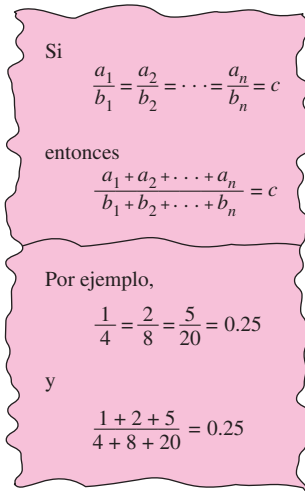 Si
a₁/b₁ = a₂/b₂ = · · · = aₙ/bₙ = c
entonces
(a₁ + a₂ + · · · + aₙ)/(b₁ + b₂ + · · · + bₙ) = c
Por ejemplo,
1/4 = 2/8 = 5/20 = 0.25
y
(1 + 2 + 5)/(4 + 8 + 20) = 0.25